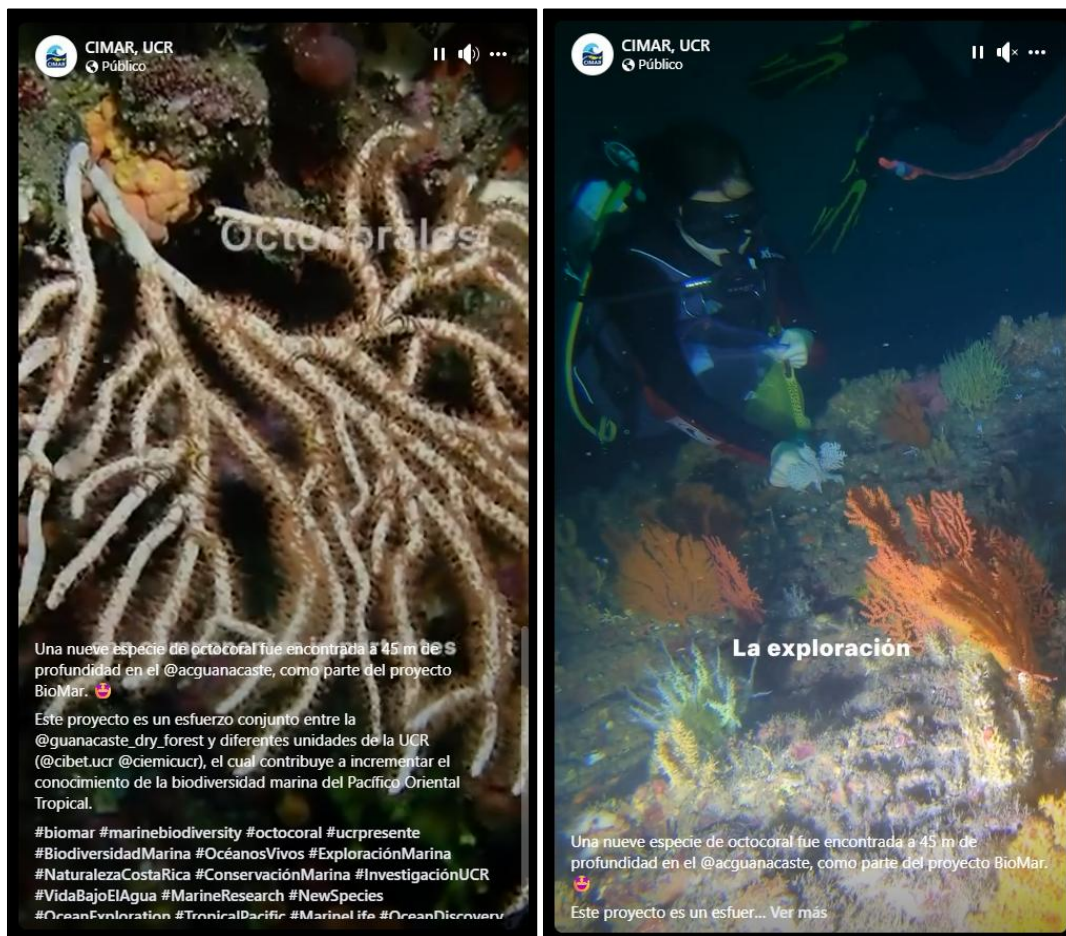 CIMAR, UCR
Público
Octocorales
Una nueve especie de octocoral fue encontrada a 45 m de
profundidad en el @acguanacaste, como parte del proyecto
BioMar. 🤩
Este proyecto es un esfuerzo conjunto entre la
@guanacaste_dry_forest y diferentes unidades de la UCR
(@cibet.ucr @ciemicucr), el cual contribuye a incrementar el
conocimiento de la biodiversidad marina del Pacífico Oriental
Tropical.
#biomar #marinebiodiversity #octocoral #ucrpresente
#BiodiversidadMarina #OcéanosVivos #ExploraciónMarina
#NaturalezaCostaRica #ConservaciónMarina #InvestigaciónUCR
#VidaBajoElAgua #MarineResearch #NewSpecies
#OceanExploration #TropicalPacific #MarineLife #OceanDiscovery
CIMAR, UCR
Público
La exploración
Una nueve especie de octocoral fue encontrada a 45 m de
profundidad en el @acguanacaste, como parte del proyecto BioMar.
🤩
Este proyecto es un esfuer... Ver más